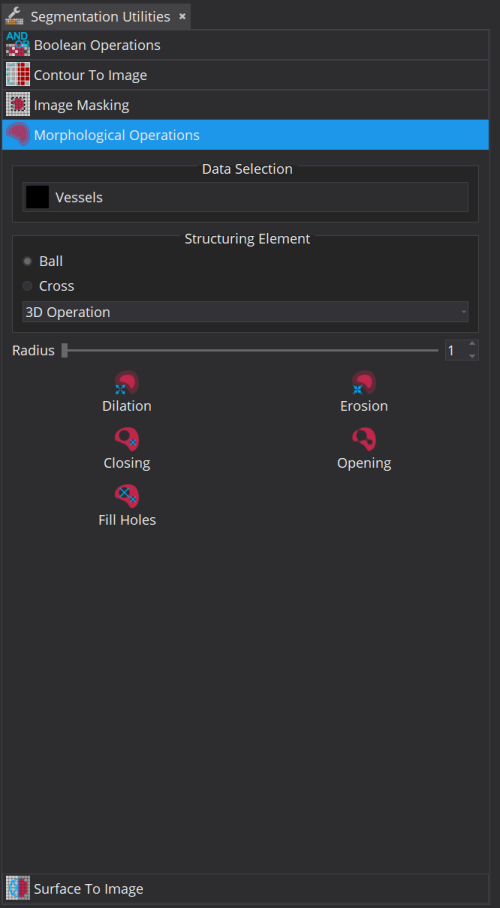 Segmentation Utilities
AND
OR
Boolean Operations
Contour To Image
Image Masking
Morphological Operations
Data Selection
Vessels
Structuring Element
Ball
Cross
3D Operation
Radius 1
Dilation Erosion
Closing Opening
Fill Holes
Surface To Image